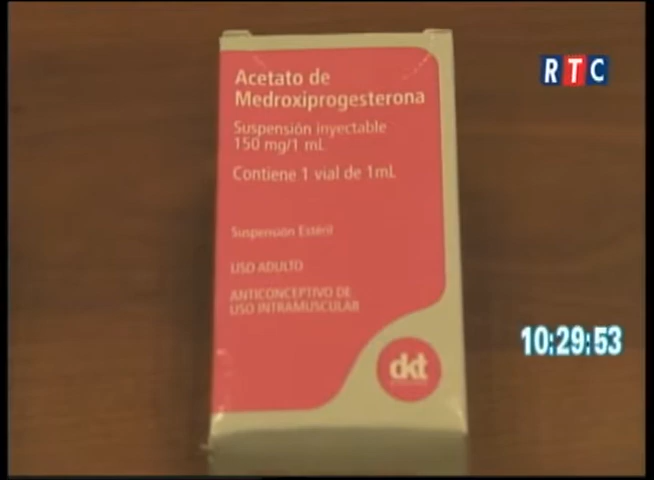 Acetato de
Medroxiprogesterona
RTC
Suspensión inyectable
150 mg/1 mL
Contiene 1 vial de 1mL
Suspensión Estéril
USO ADULTO
ANTICONCEPTIVO DE
USO INTRAMUSCULAR
10:29:53
dkt